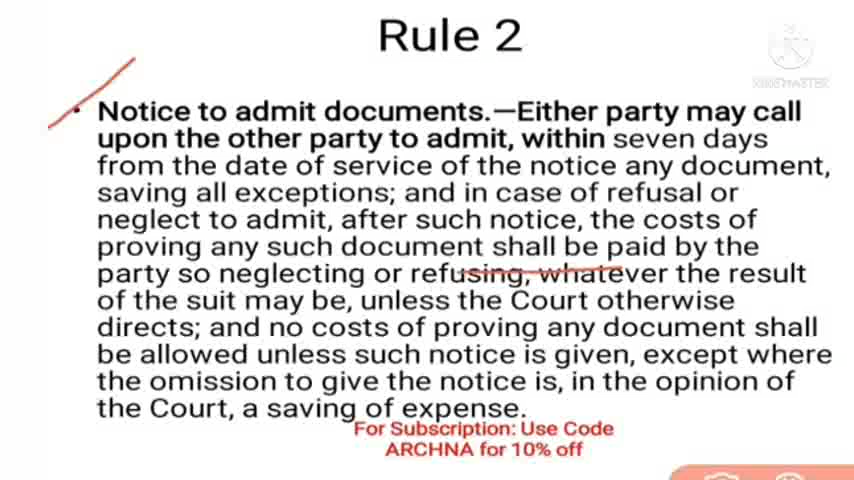 Rule 2
KINEMASTER
• Notice to admit documents.—Either party may call
upon the other party to admit, within seven days
from the date of service of the notice any document,
saving all exceptions; and in case of refusal or
neglect to admit, after such notice, the costs of
proving any such document shall be paid by the
party so neglecting or refusing, whatever the result
of the suit may be, unless the Court otherwise
directs; and no costs of proving any document shall
be allowed unless such notice is given, except where
the omission to give the notice is, in the opinion of
the Court, a saving of expense.
For Subscription: Use Code
ARCHNA for 10% off